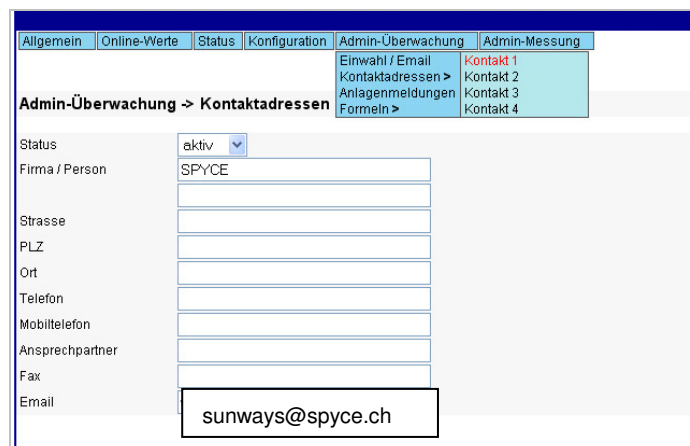 Allgemein Online-Werte Status Konfiguration Admin-Überwachung Admin-Messung
Einwahl / Email Kontakt 1
Kontaktadressen > Kontakt 2
Anlagenmeldungen Kontakt 3
Formeln > Kontakt 4
Admin-Überwachung -> Kontaktadressen
Status aktiv
Firma / Person SPYCE
Strasse
PLZ
Ort
Telefon
Mobiltelefon
Ansprechpartner
Fax
Email sunways@spyce.ch